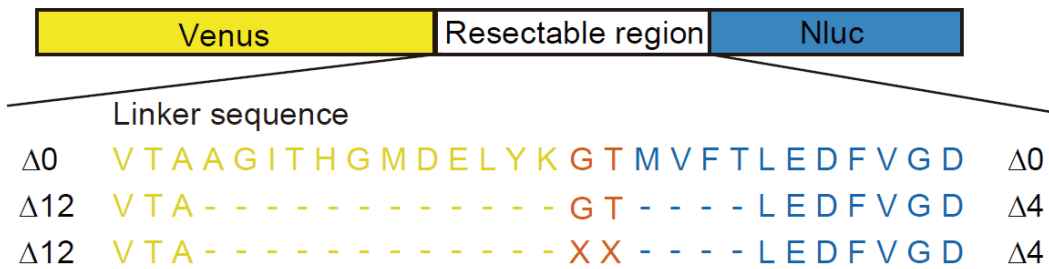 Venus Resectable region Nluc
Linker sequence
Δ0 V T A A G I T H G M D E L Y K G T M V F T L E D F V G D Δ0
Δ12 V T A - - - - - - - - - - - - G T - - - - L E D F V G D Δ4
Δ12 V T A - - - - - - - - - - - - X X - - - - L E D F V G D Δ4